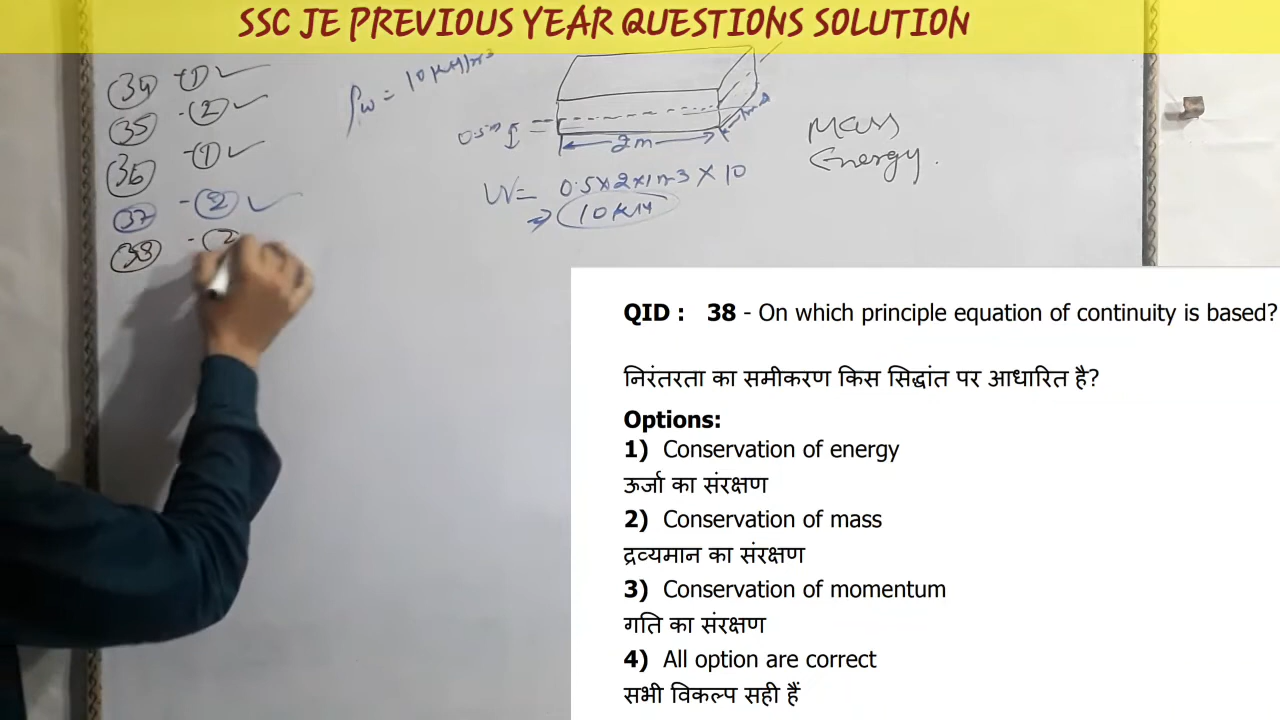 SSC JE PREVIOUS YEAR QUESTIONS SOLUTION
34 - 1 ✓
35 - 2 ✓
36 - 1 ✓
37 - 2 ✓
38 - 2
ρw = 10 KN/m3
0.5m
2m
W = 0.5×2×1m3 × 10
⇒ 10 KN
Mass
Energy.
QID : 38 - On which principle equation of continuity is based?
निरंतरता का समीकरण किस सिद्धांत पर आधारित है?
Options:
1) Conservation of energy
ऊर्जा का संरक्षण
2) Conservation of mass
द्रव्यमान का संरक्षण
3) Conservation of momentum
गति का संरक्षण
4) All option are correct
सभी विकल्प सही हैं